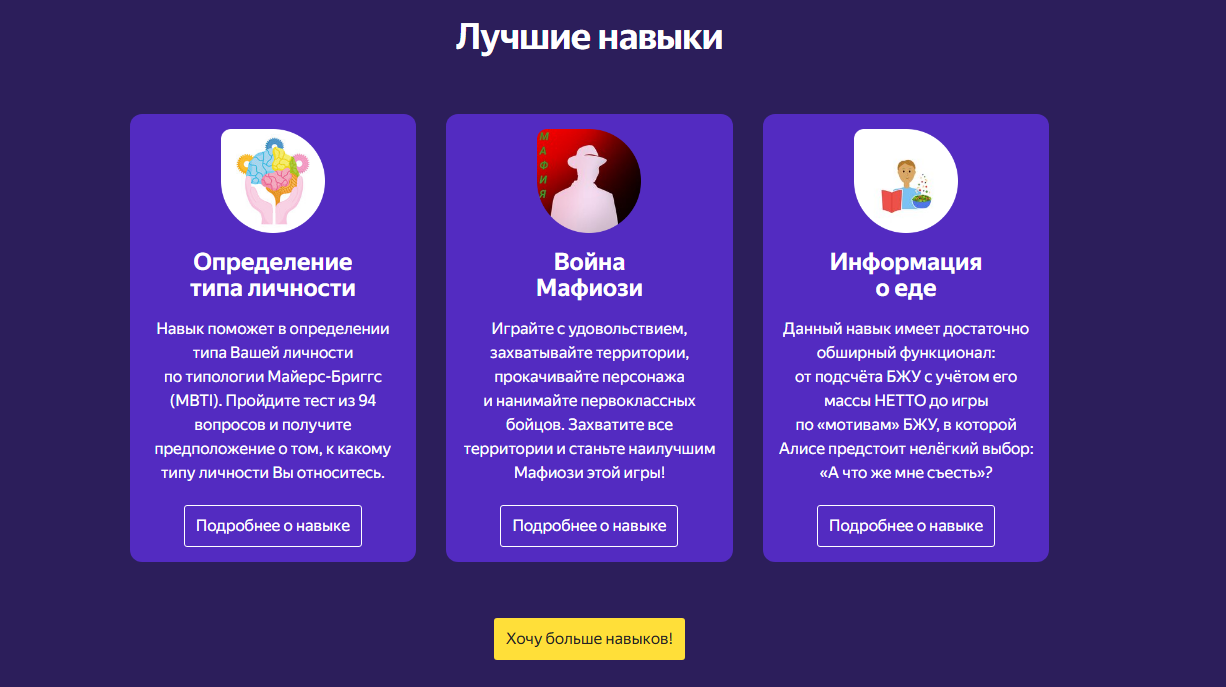 Лучшие навыки
МАФИЯ
Определение
типа личности
Навык поможет в определении
типа Вашей личности
по типологии Майерс-Бриггс
(MBTI). Пройдите тест из 94
вопросов и получите
предположение о том, к какому
типу личности Вы относитесь.
Подробнее о навыке
Война
Мафиози
Играйте с удовольствием,
захватывайте территории,
прокачивайте персонажа
и нанимайте первоклассных
бойцов. Захватите все
территории и станьте наилучшим
Мафиози этой игры!
Подробнее о навыке
Информация
о еде
Данный навык имеет достаточно
обширный функционал:
от подсчёта БЖУ с учётом его
массы НЕТТО до игры
по «мотивам» БЖУ, в которой
Алисе предстоит нелёгкий выбор:
«А что же мне съесть»?
Подробнее о навыке
Хочу больше навыков!